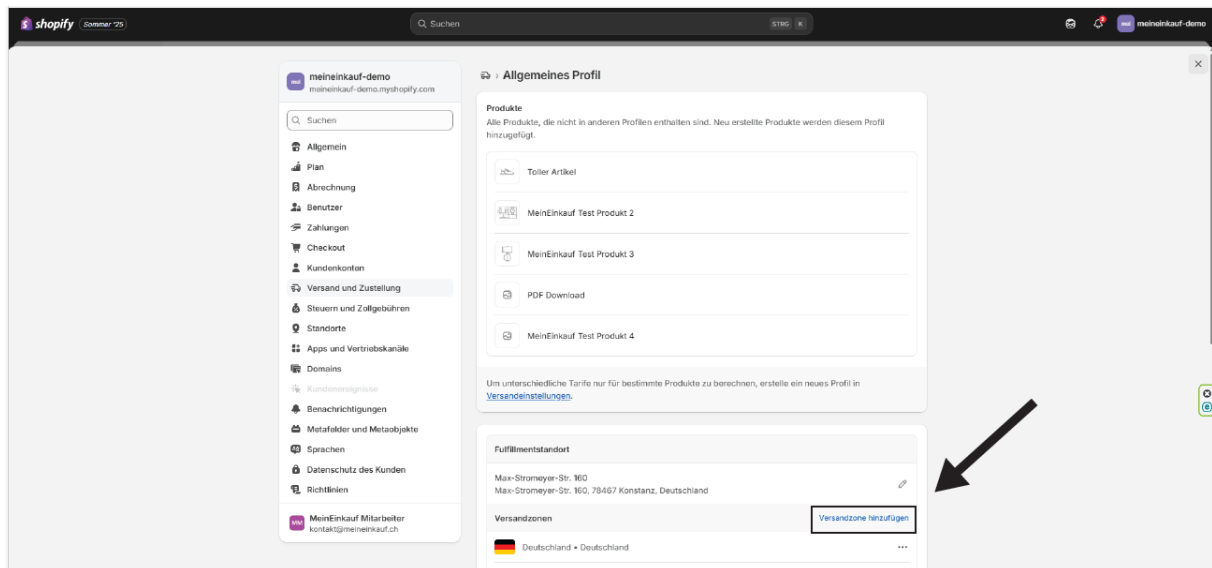 shopify Sommer '25
Suchen STRG K
mei meineinkauf-demo
mei meineinkauf-demo
meineinkauf-demo.myshopify.com
Suchen
Allgemein
Plan
Abrechnung
Benutzer
Zahlungen
Checkout
Kundenkonten
Versand und Zustellung
Steuern und Zollgebühren
Standorte
Apps und Vertriebskanäle
Domains
Kundenereignisse
Benachrichtigungen
Metafelder und Metaobjekte
Sprachen
Datenschutz des Kunden
Richtlinien
MM MeinEinkauf Mitarbeiter
kontakt@meineinkauf.ch
› Allgemeines Profil
Produkte
Alle Produkte, die nicht in anderen Profilen enthalten sind. Neu erstellte Produkte werden diesem Profil
hinzugefügt.
Toller Artikel
MeinEinkauf Test Produkt 2
MeinEinkauf Test Produkt 3
PDF Download
MeinEinkauf Test Produkt 4
Um unterschiedliche Tarife nur für bestimmte Produkte zu berechnen, erstelle ein neues Profil in
Versandeinstellungen.
Fulfillmentstandort
Max-Stromeyer-Str. 160
Max-Stromeyer-Str. 160, 78467 Konstanz, Deutschland
Versandzonen Versandzone hinzufügen
Deutschland • Deutschland